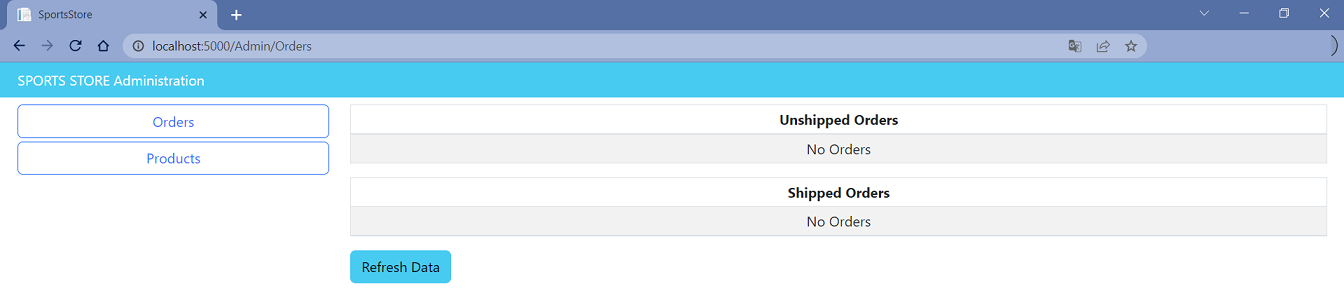 SportsStore
localhost:5000/Admin/Orders
SPORTS STORE Administration
Orders
Products
Unshipped Orders
No Orders
Shipped Orders
No Orders
Refresh Data